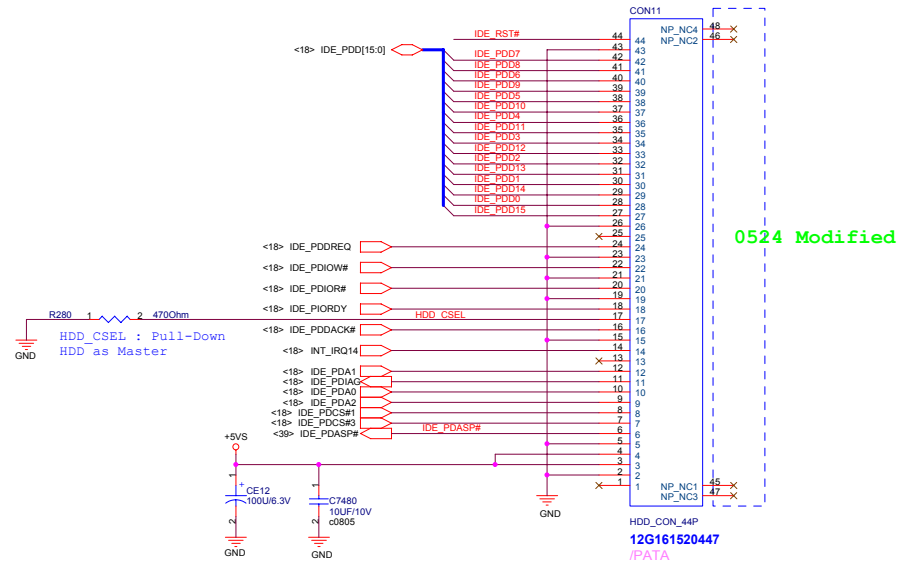 CON11
<18> IDE_PDD[15:0]
IDE_RST# 44 44 NP_NC4 48
43 43 NP_NC2 46
IDE_PDD7 42 42
IDE_PDD8 41 41
IDE_PDD6 40 40
IDE_PDD9 39 39
IDE_PDD5 38 38
IDE_PDD10 37 37
IDE_PDD4 36 36
IDE_PDD11 35 35
IDE_PDD3 34 34
IDE_PDD12 33 33
IDE_PDD2 32 32
IDE_PDD13 31 31
IDE_PDD1 30 30
IDE_PDD14 29 29
IDE_PDD0 28 28
IDE_PDD15 27 27
26 26
25 25
0524 Modified
<18> IDE_PDDREQ 24 24
23 23
<18> IDE_PDIOW# 22 22
21 21
<18> IDE_PDIOR# 20 20
19 19
<18> IDE_PIORDY 18 18
R280 1 2 470Ohm HDD_CSEL 17 17
<18> IDE_PDDACK# 16 16
15 15
HDD_CSEL : Pull-Down
HDD as Master
GND
<18> INT_IRQ14 14 14
13 13
<18> IDE_PDA1 12 12
<18> IDE_PDIAG 11 11
<18> IDE_PDA0 10 10
<18> IDE_PDA2 9 9
<18> IDE_PDCS#1 8 8
<18> IDE_PDCS#3 7 7
<39> IDE_PDASP# IDE_PDASP# 6 6
5 5
+5VS
4 4
3 3
2 2
1 1 NP_NC1 45
NP_NC3 47
1 + CE12
100U/6.3V
2
GND
1 C7480
10UF/10V
c0805
2
GND
GND
HDD_CON_44P
12G161520447
/PATA